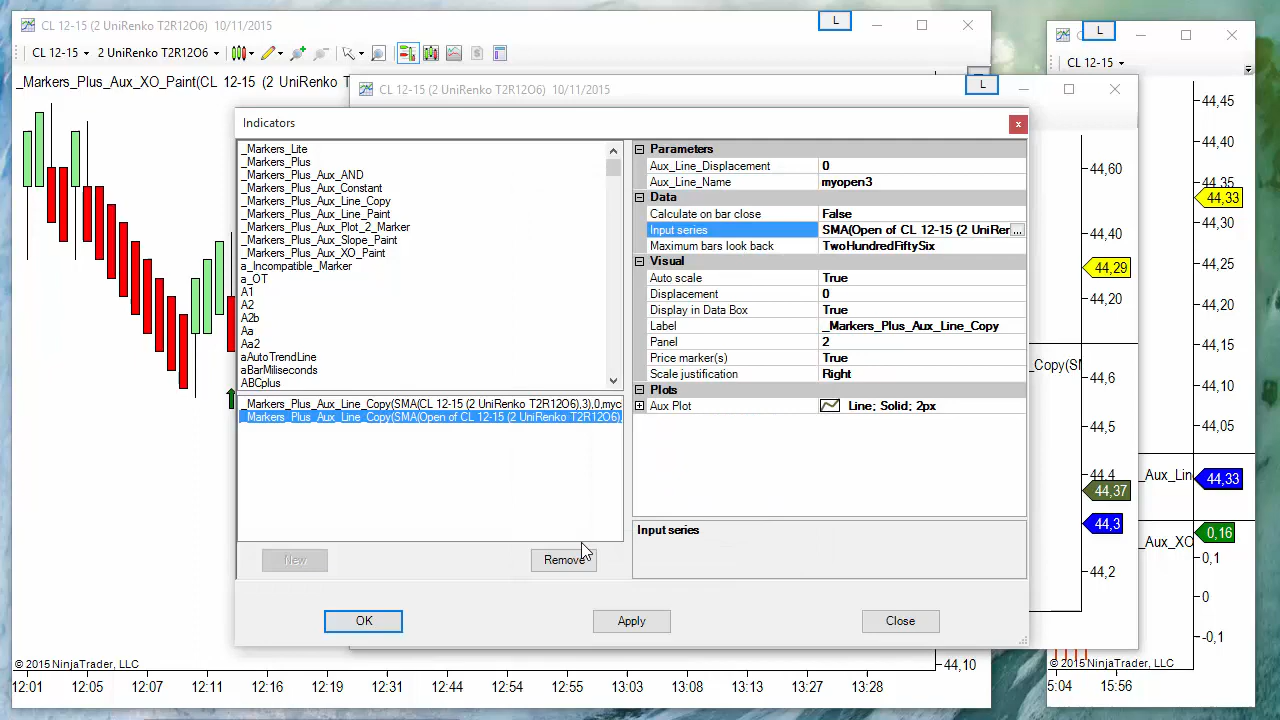 CL 12-15 (2 UniRenko T2R12O6) 10/11/2015
L
L
CL 12-15
2 UniRenko T2R12O6
CL 12-15
_Markers_Plus_Aux_XO_Paint(CL 12-15 (2 UniRenko T
CL 12-15 (2 UniRenko T2R12O6) 10/11/2015
L
Indicators
x
_Markers_Lite
_Markers_Plus
_Markers_Plus_Aux_AND
_Markers_Plus_Aux_Constant
_Markers_Plus_Aux_Line_Copy
_Markers_Plus_Aux_Line_Paint
_Markers_Plus_Aux_Plot_2_Marker
_Markers_Plus_Aux_Slope_Paint
_Markers_Plus_Aux_XO_Paint
a_Incompatible_Marker
a_OT
A1
A2
A2b
Aa
Aa2
aAutoTrendLine
aBarMiliseconds
ABCplus
_Markers_Plus_Aux_Line_Copy(SMA(CL 12-15 (2 UniRenko T2R12O6),3),0,myc
_Markers_Plus_Aux_Line_Copy(SMA(Open of CL 12-15 (2 UniRenko T2R12O6),
New
Remove
Parameters
Aux_Line_Displacement 0
Aux_Line_Name myopen3
Data
Calculate on bar close False
Input series SMA(Open of CL 12-15 (2 UniRer ...
Maximum bars look back TwoHundredFiftySix
Visual
Auto scale True
Displacement 0
Display in Data Box True
Label _Markers_Plus_Aux_Line_Copy
Panel 2
Price marker(s) True
Scale justification Right
Plots
Aux Plot Line; Solid; 2px
Input series
OK
Apply
Close
44,60
44,40
44,29
44,20
_Copy(S
44,6
44,5
44,4
44,37
44,3
44,2
44,45
44,40
44,35
44,33
44,30
44,25
44,20
44,15
44,10
44,05
_Aux_Lin
44,33
_Aux_XO
0,16
0,1
0
-0,1
© 2015 NinjaTrader, LLC
44,10
© 2015 NinjaTrader, LLC
12:01 12:05 12:07 12:11 12:16 12:19 12:31 12:44 12:54 12:55 13:03 13:07 13:13 13:27 13:28
5:04 15:56